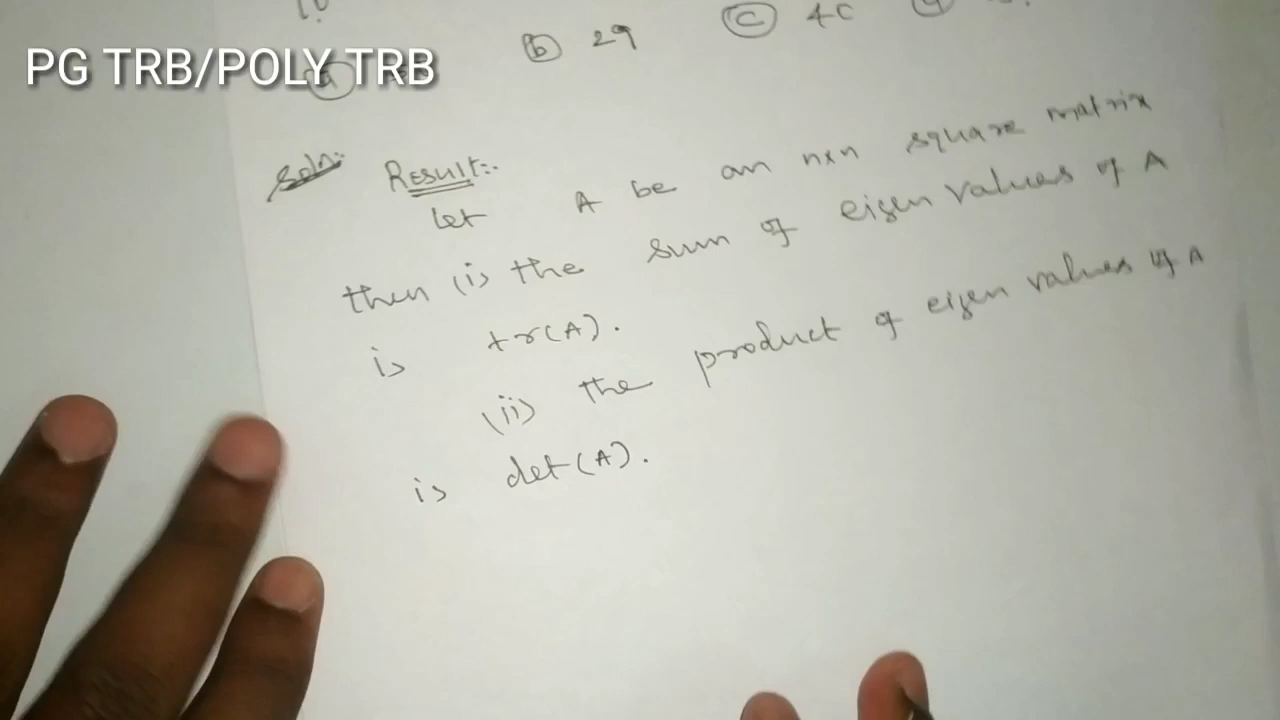 (b) 29 (c) 4c
PG TRB/POLY TRB
Soln:
Result:-
Let A be an nxn square matrix
then (i) the sum of eigen values of A
is tr(A).
(ii) the product of eigen values of A
is det(A).